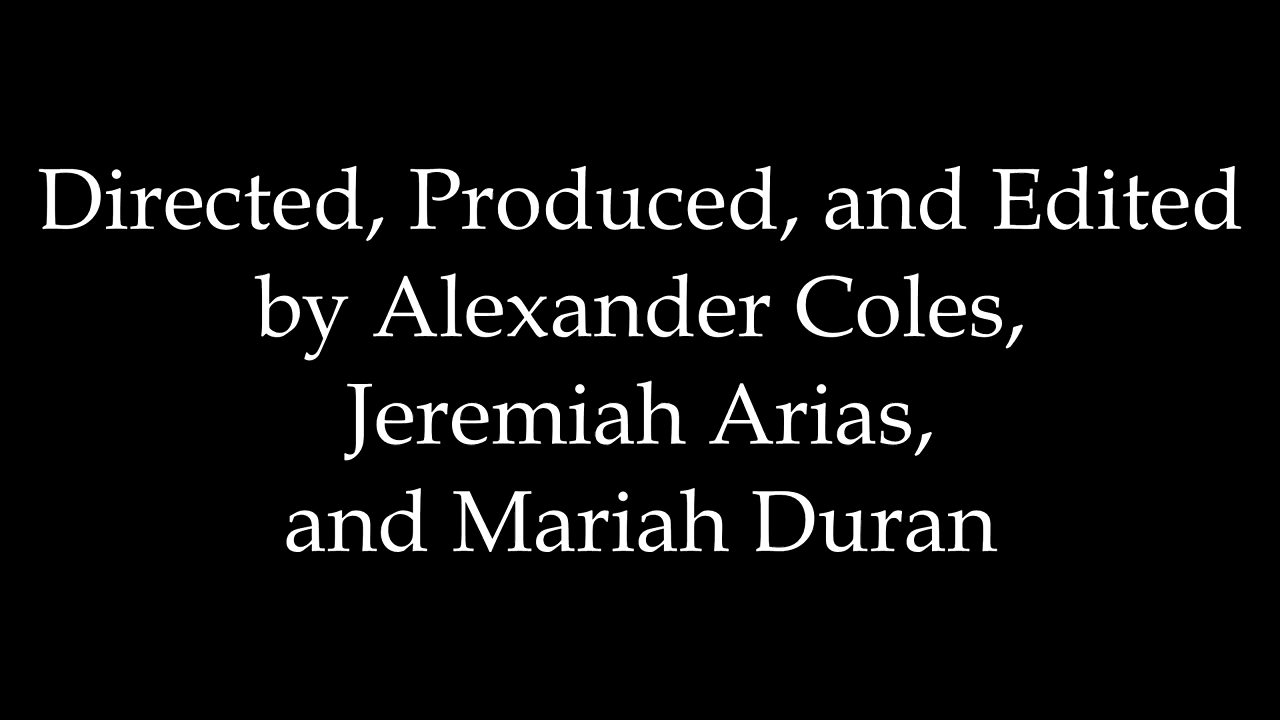 Directed, Produced, and Edited
by Alexander Coles,
Jeremiah Arias,
and Mariah Duran